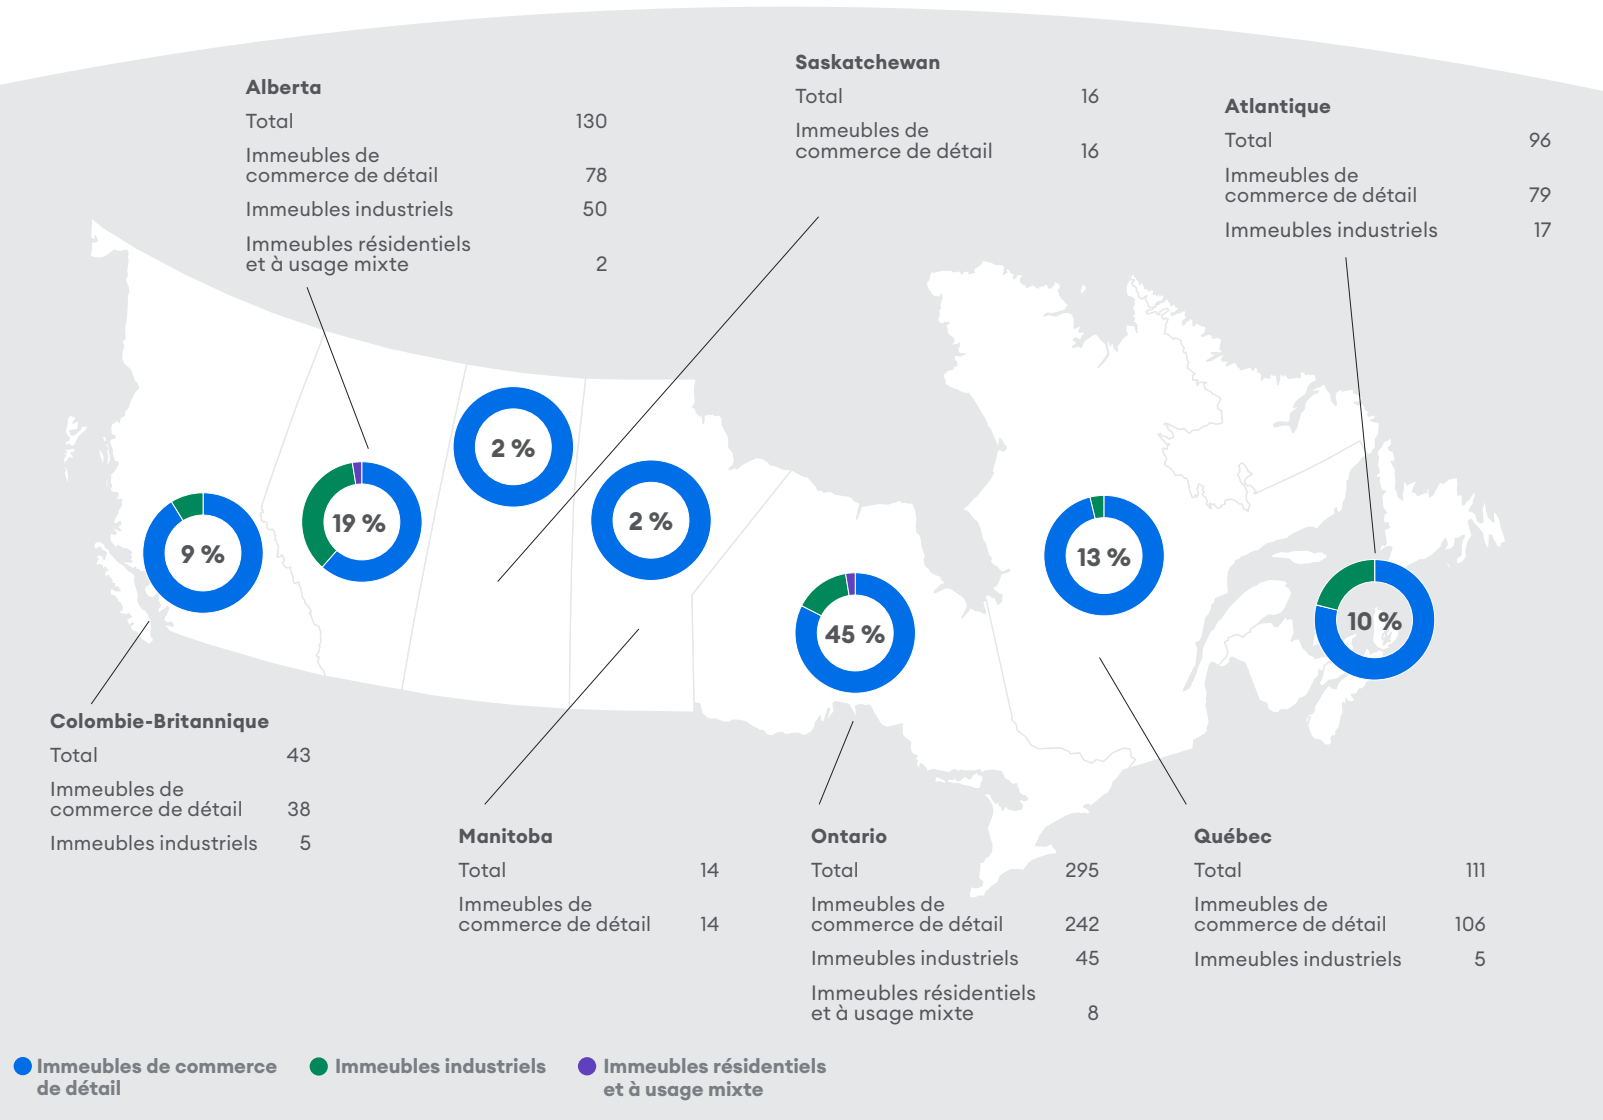 Alberta
Total 130
Immeubles de
commerce de détail 78
Immeubles industriels 50
Immeubles résidentiels
et à usage mixte 2
Saskatchewan
Total 16
Immeubles de
commerce de détail 16
Atlantique
Total 96
Immeubles de
commerce de détail 79
Immeubles industriels 17
9 %
19 %
2 %
2 %
45 %
13 %
10 %
Colombie-Britannique
Total 43
Immeubles de
commerce de détail 38
Immeubles industriels 5
Manitoba
Total 14
Immeubles de
commerce de détail 14
Ontario
Total 295
Immeubles de
commerce de détail 242
Immeubles industriels 45
Immeubles résidentiels
et à usage mixte 8
Québec
Total 111
Immeubles de
commerce de détail 106
Immeubles industriels 5
Immeubles de commerce
de détail
Immeubles industriels
Immeubles résidentiels
et à usage mixte